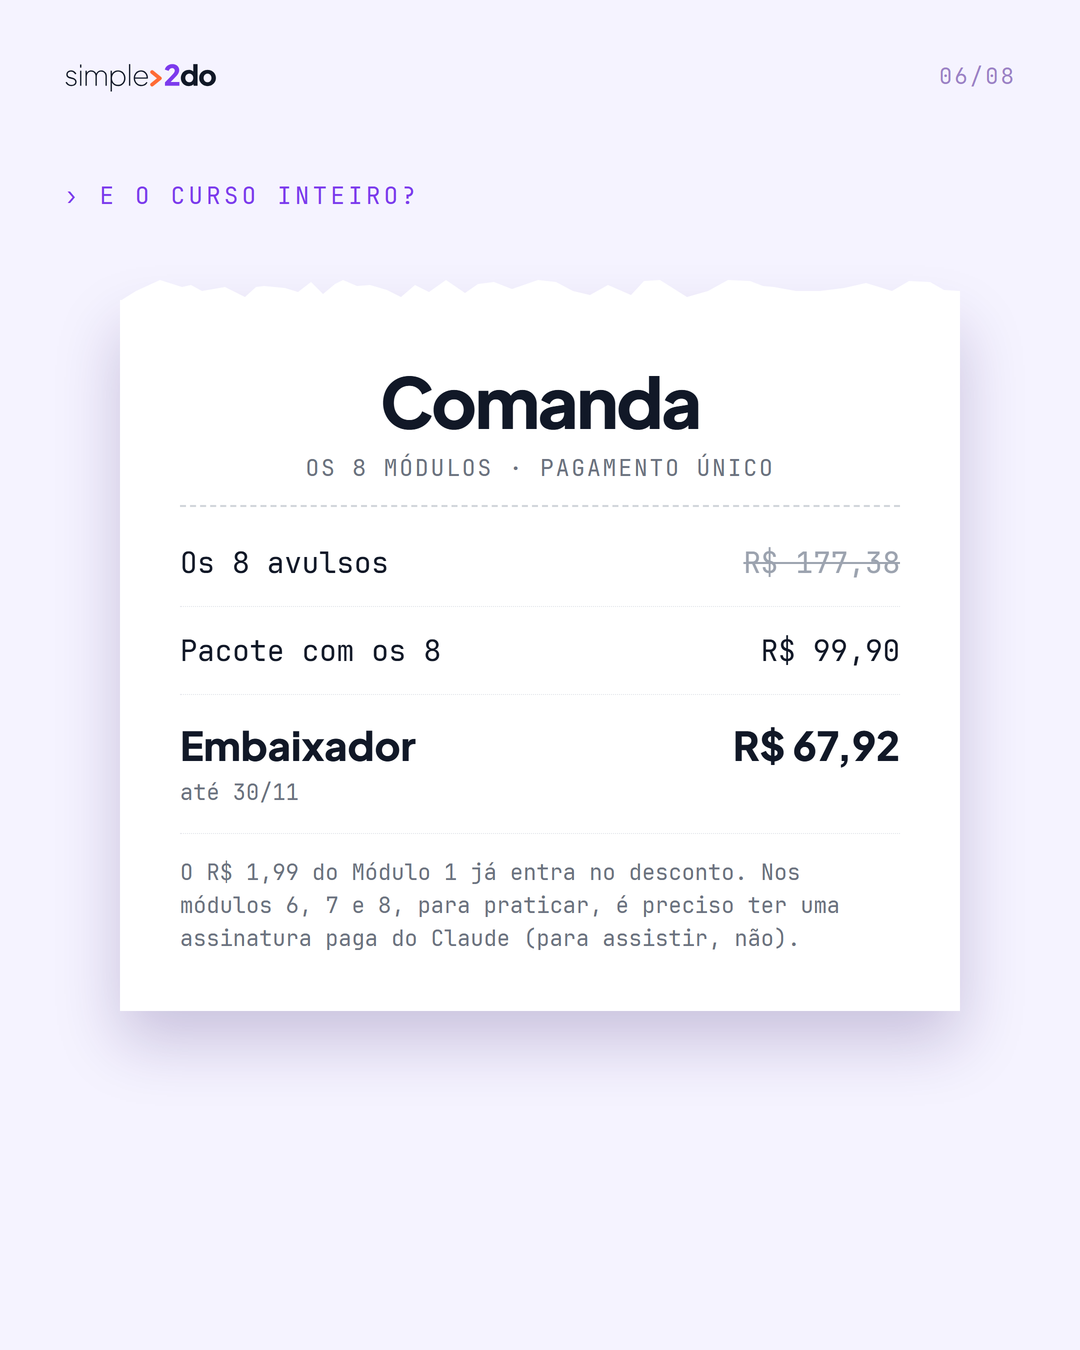 simple>2do
06/08
› E O CURSO INTEIRO?
Comanda
OS 8 MÓDULOS · PAGAMENTO ÚNICO
Os 8 avulsos R$ 177,38
Pacote com os 8 R$ 99,90
Embaixador R$ 67,92
até 30/11
O R$ 1,99 do Módulo 1 já entra no desconto. Nos
módulos 6, 7 e 8, para praticar, é preciso ter uma
assinatura paga do Claude (para assistir, não).